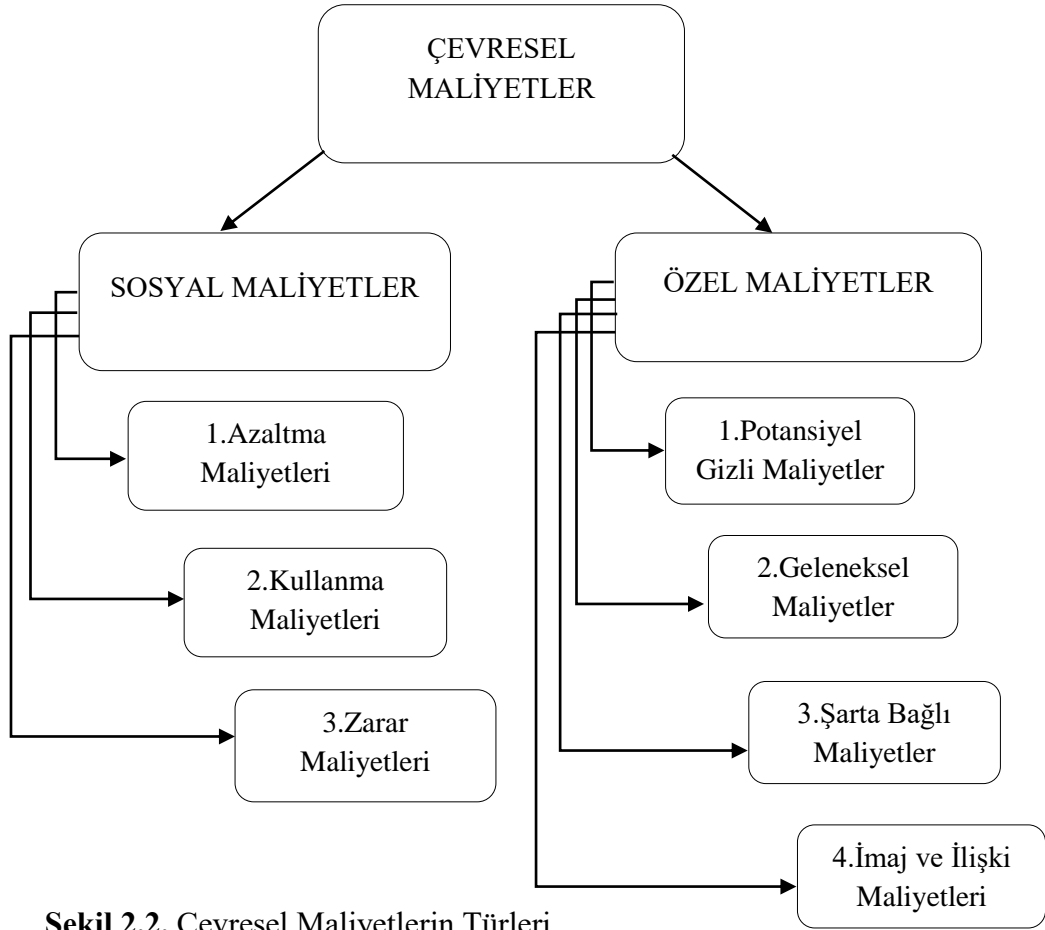 ÇEVRESEL
MALİYETLER
SOSYAL MALİYETLER
ÖZEL MALİYETLER
1.Azaltma
Maliyetleri
1.Potansiyel
Gizli Maliyetler
2.Kullanma
Maliyetleri
2.Geleneksel
Maliyetler
3.Zarar
Maliyetleri
3.Şarta Bağlı
Maliyetler
4.İmaj ve İlişki
Maliyetleri
Şekil 2.2. Çevresel Maliyetlerin Türleri